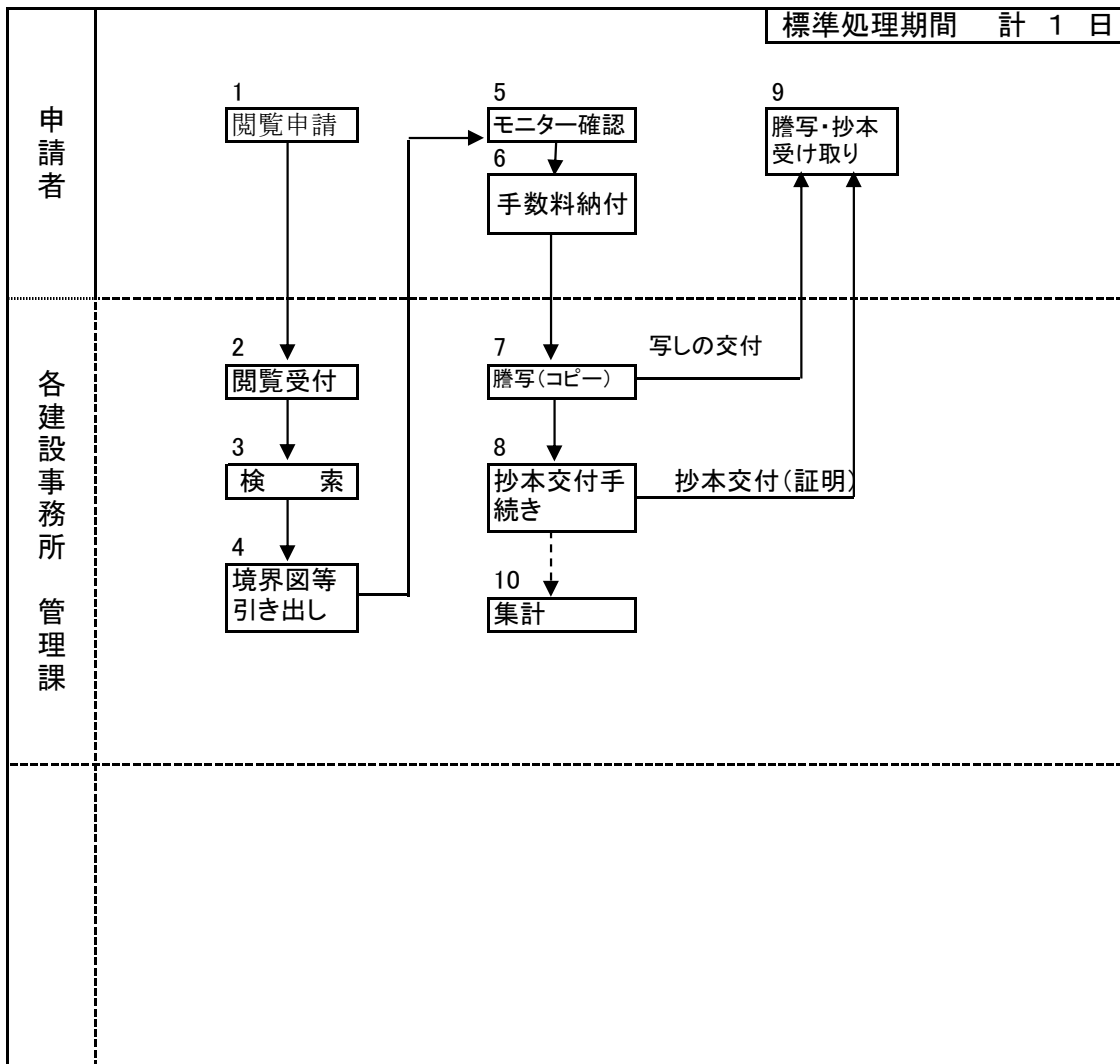 標準処理期間　計　1　日
申請者
1
閲覧申請
5
モニター確認
6
手数料納付
9
謄写・抄本
受け取り
各建設事務所　管理課
2
閲覧受付
3
検　　索
4
境界図等
引き出し
7
謄写(コピー)
写しの交付
8
抄本交付手
続き
抄本交付(証明)
10
集計